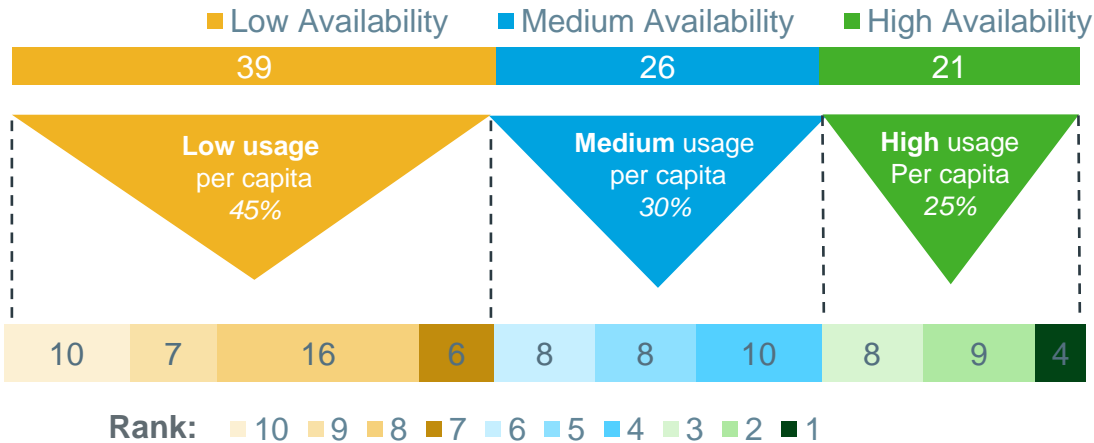 Low Availability Medium Availability High Availability
39 26 21
Low usage
per capita
45%
Medium usage
per capita
30%
High usage
Per capita
25%
10 7 16 6 8 8 10 8 9 4
Rank: 10 9 8 7 6 5 4 3 2 1